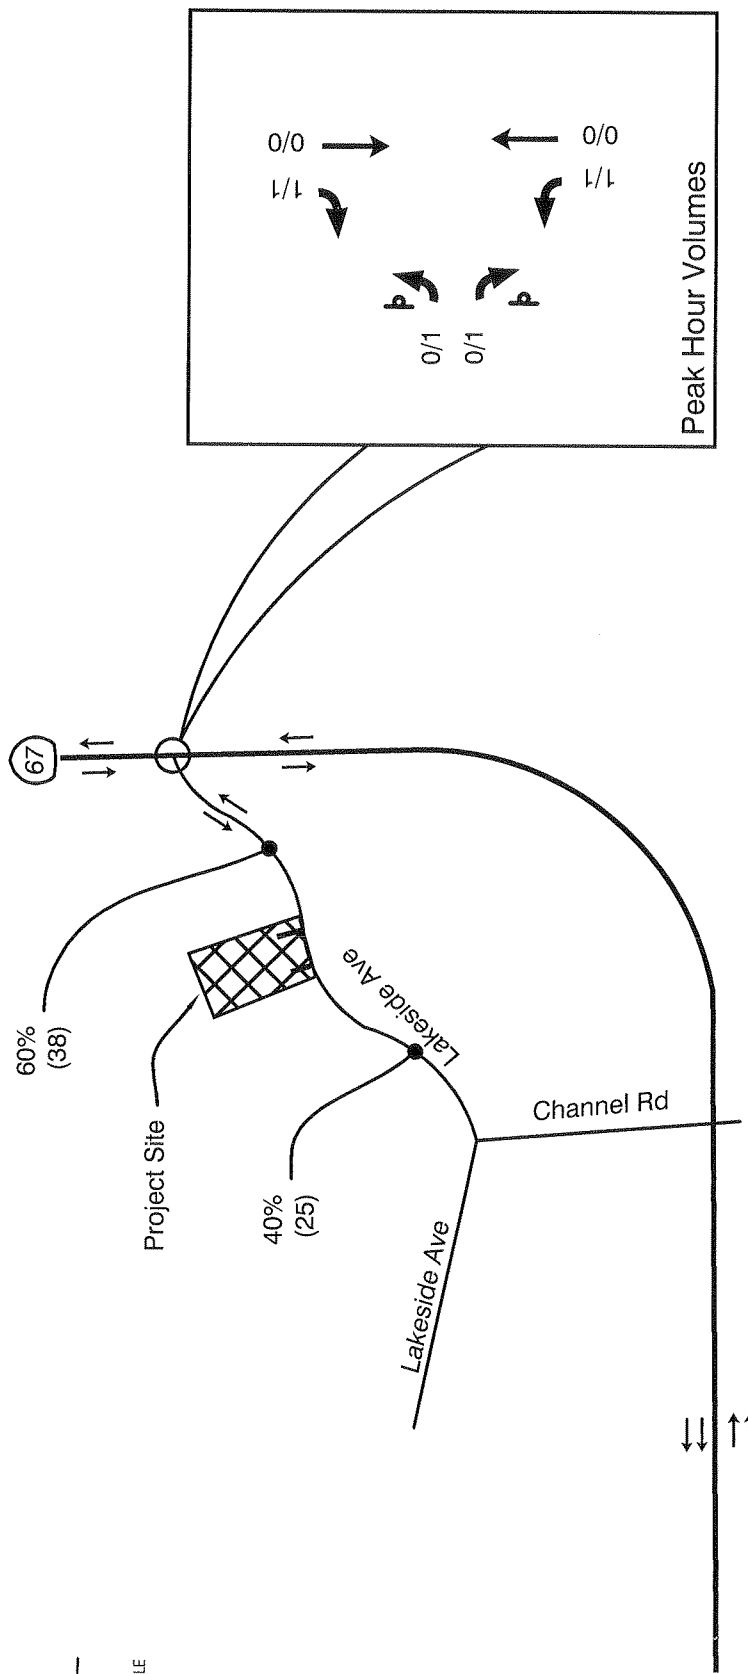 67
60%
(38)
Project Site
40%
(25)
Lakeside Ave
Lakeside Ave
Channel Rd
0/0
1/1
0/1
0/1
1/1
0/0
Peak Hour Volumes
LE